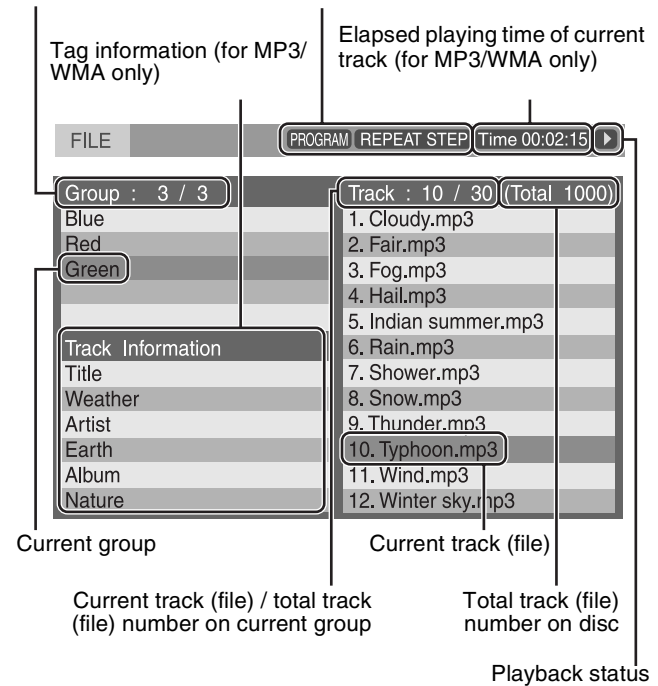 Tag information (for MP3/
WMA only)
Elapsed playing time of current
track (for MP3/WMA only)
FILE
PROGRAM REPEAT STEP Time 00:02:15
Group : 3 / 3
Blue
Red
Green
Track Information
Title
Weather
Artist
Earth
Album
Nature
Track : 10 / 30 (Total 1000)
1. Cloudy.mp3
2. Fair.mp3
3. Fog.mp3
4. Hail.mp3
5. Indian summer.mp3
6. Rain.mp3
7. Shower.mp3
8. Snow.mp3
9. Thunder.mp3
10. Typhoon.mp3
11. Wind.mp3
12. Winter sky.mp3
Current group
Current track (file)
Current track (file) / total track
(file) number on current group
Total track (file)
number on disc
Playback status